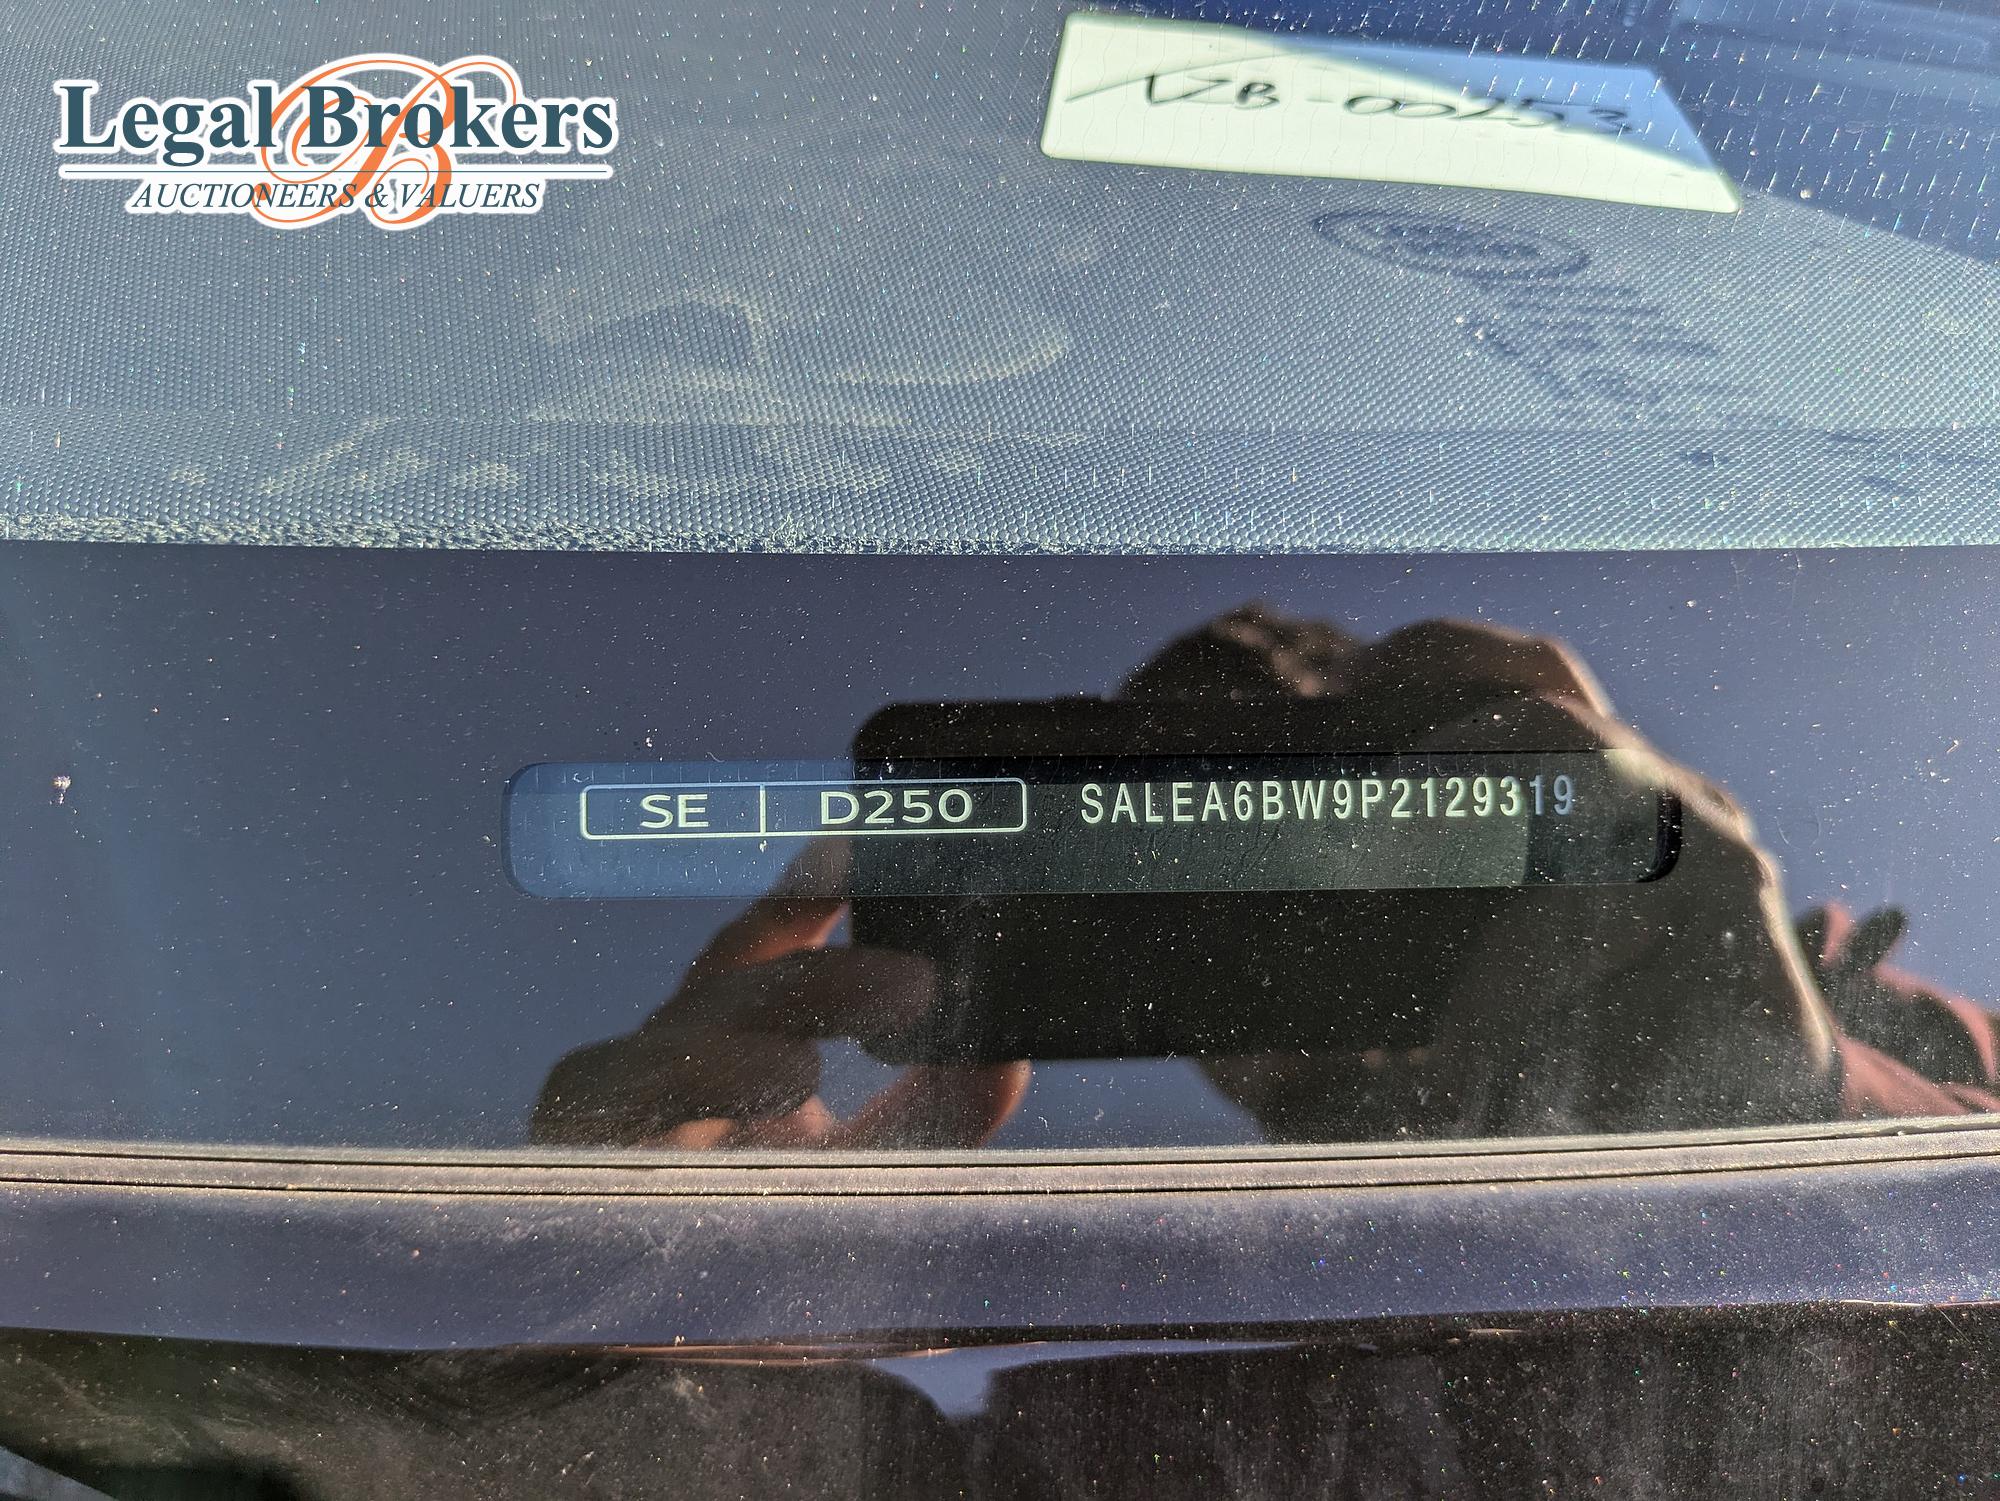 Legal Brokers
AUCTIONEERS & VALUERS
SE D250 SALEA6BW9P2129319